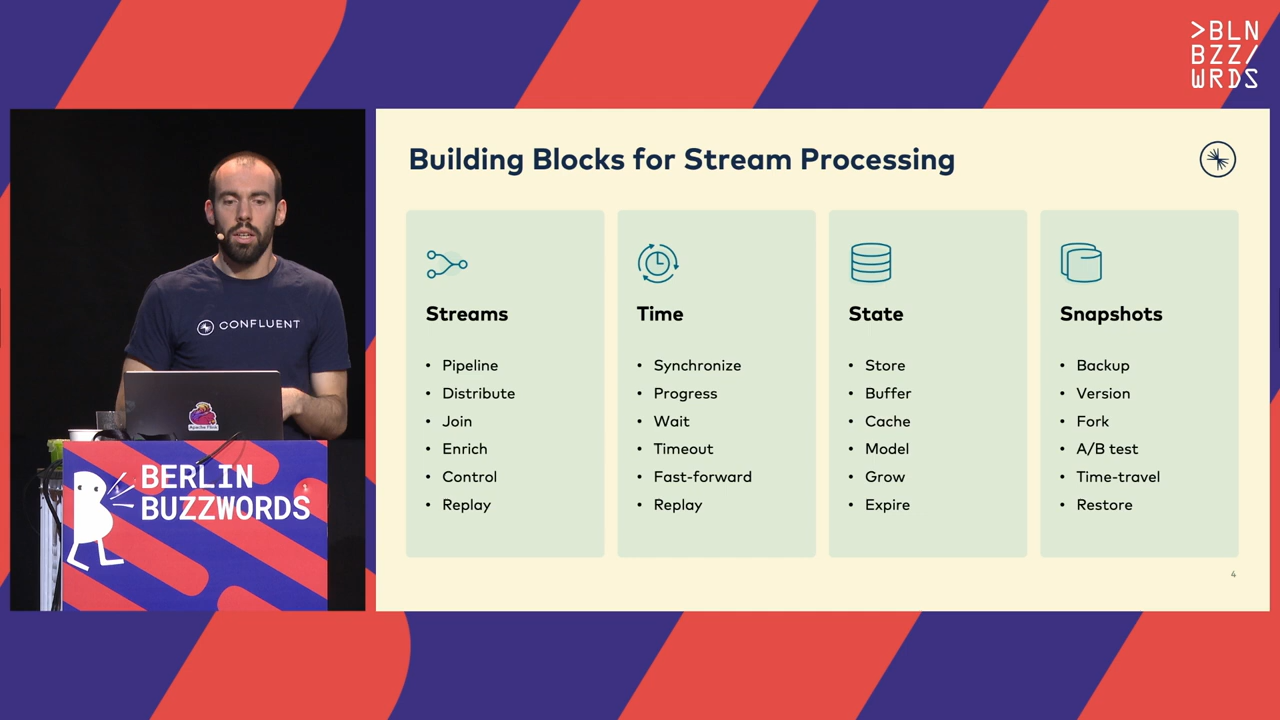 >BLN
BZZ/
WRDS
CONFLUENT
Apache Flink
BERLIN
BUZZWORDS
Building Blocks for Stream Processing
Streams
• Pipeline
• Distribute
• Join
• Enrich
• Control
• Replay
Time
• Synchronize
• Progress
• Wait
• Timeout
• Fast-forward
• Replay
State
• Store
• Buffer
• Cache
• Model
• Grow
• Expire
Snapshots
• Backup
• Version
• Fork
• A/B test
• Time-travel
• Restore
4